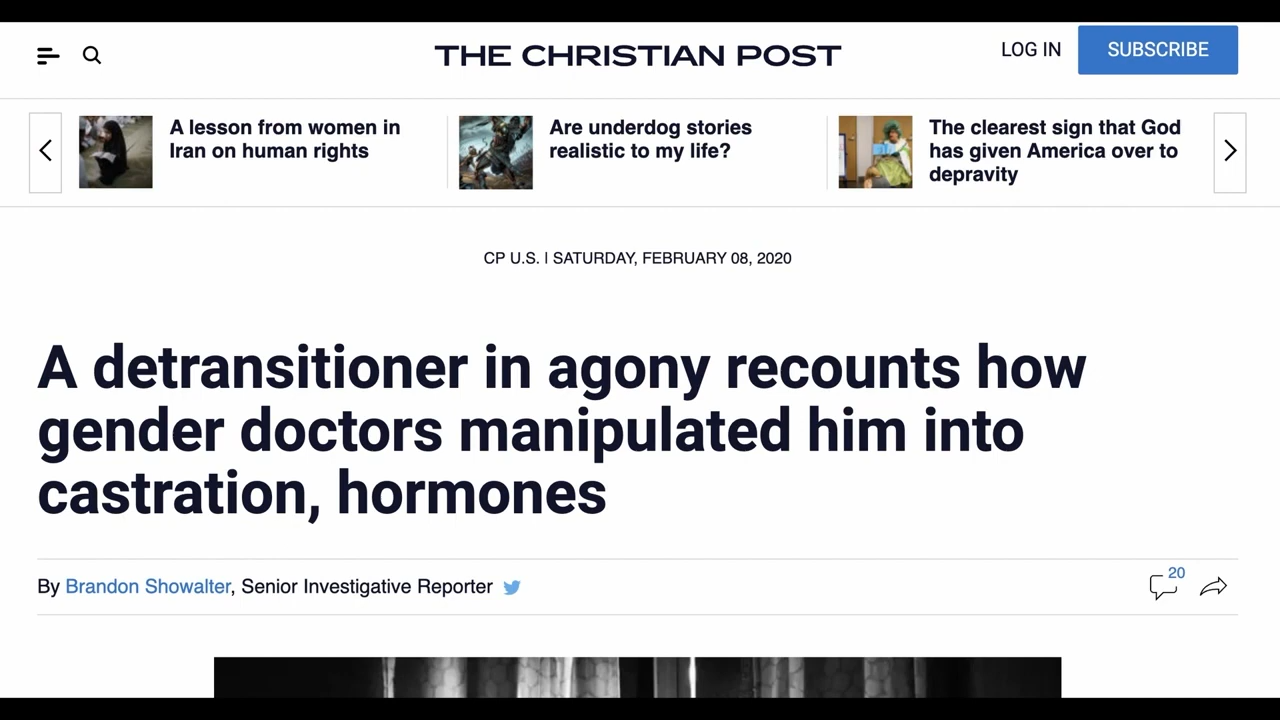 THE CHRISTIAN POST
LOG IN
SUBSCRIBE
A lesson from women in
Iran on human rights
Are underdog stories
realistic to my life?
The clearest sign that God
has given America over to
depravity
CP U.S. | SATURDAY, FEBRUARY 08, 2020
A detransitioner in agony recounts how
gender doctors manipulated him into
castration, hormones
By Brandon Showalter, Senior Investigative Reporter
20